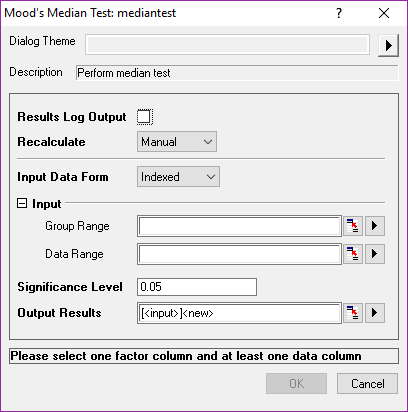 Mood's Median Test: mediantest
Dialog Theme
Description Perform median test
Results Log Output
Recalculate Manual
Input Data Form Indexed
Input
Group Range
Data Range
Significance Level 0.05
Output Results [<input>]<new>
Please select one factor column and at least one data column
OK Cancel